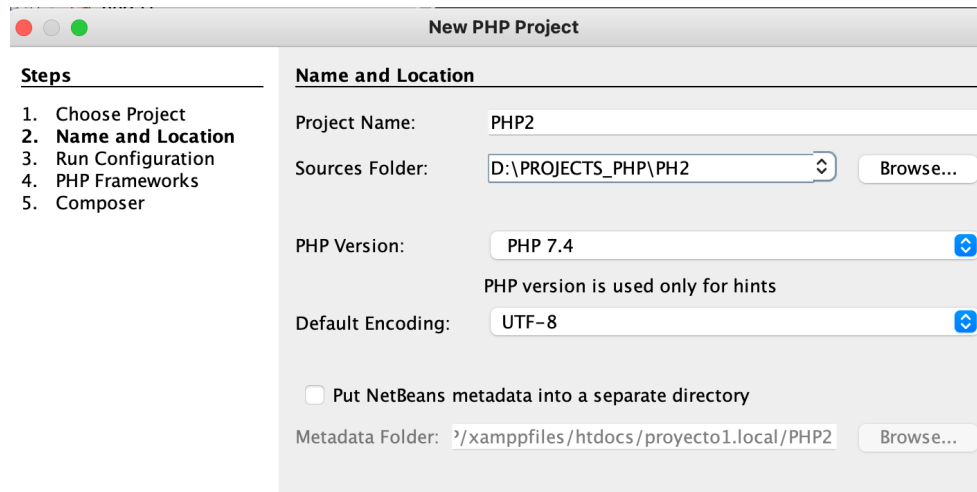 New PHP Project
Steps
1. Choose Project
2. Name and Location
3. Run Configuration
4. PHP Frameworks
5. Composer
Name and Location
Project Name: PHP2
Sources Folder: D:\PROJECTS_PHP\PH2 Browse...
PHP Version: PHP 7.4
PHP version is used only for hints
Default Encoding: UTF-8
Put NetBeans metadata into a separate directory
Metadata Folder: /xamppfiles/htdocs/proyecto1.local/PHP2 Browse...